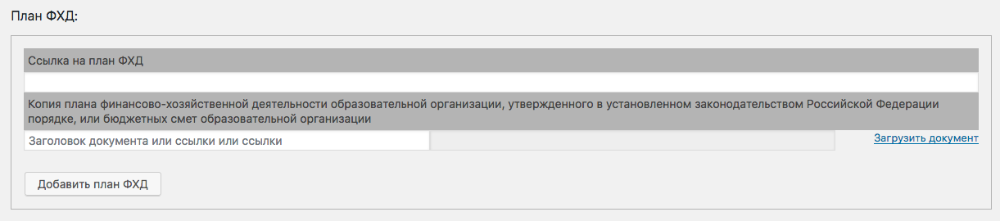 План ФХД:
Ссылка на план ФХД
Копия плана финансово-хозяйственной деятельности образовательной организации, утвержденного в установленном законодательством Российской Федерации
порядке, или бюджетных смет образовательной организации
Заголовок документа или ссылки или ссылки
Загрузить документ
Добавить план ФХД